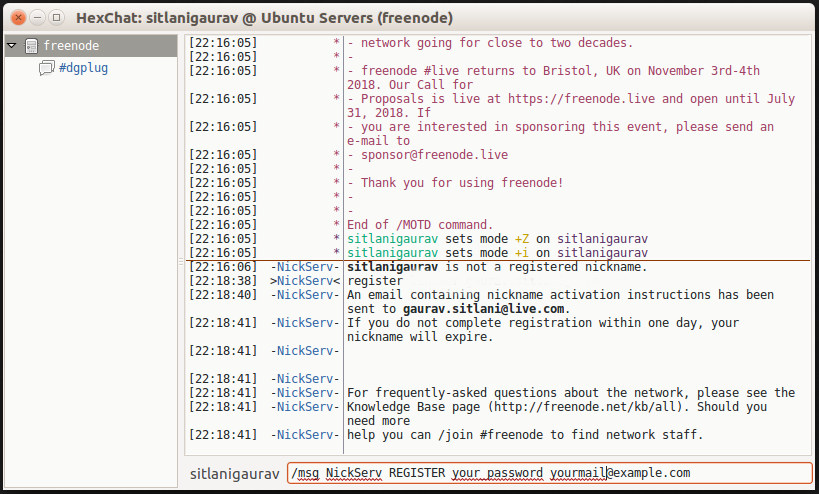 HexChat: sitlanigaurav @ Ubuntu Servers (freenode)
freenode
#dgplug
[22:16:05] * - network going for close to two decades.
[22:16:05] * -
[22:16:05] * - freenode #live returns to Bristol, UK on November 3rd-4th
2018. Our Call for
[22:16:05] * - Proposals is live at https://freenode.live and open until July
31, 2018. If
[22:16:05] * - you are interested in sponsoring this event, please send an
e-mail to
[22:16:05] * - sponsor@freenode.live
[22:16:05] * -
[22:16:05] * - Thank you for using freenode!
[22:16:05] * -
[22:16:05] * -
[22:16:05] * End of /MOTD command.
[22:16:05] * sitlanigaurav sets mode +Z on sitlanigaurav
[22:16:05] * sitlanigaurav sets mode +i on sitlanigaurav
[22:16:06] -NickServ- sitlanigaurav is not a registered nickname.
[22:18:38] >NickServ< register
[22:18:40] -NickServ- An email containing nickname activation instructions has been
sent to gaurav.sitlani@live.com.
[22:18:41] -NickServ- If you do not complete registration within one day, your
nickname will expire.
[22:18:41] -NickServ-
[22:18:41] -NickServ-
[22:18:41] -NickServ- For frequently-asked questions about the network, please see the
[22:18:41] -NickServ- Knowledge Base page (http://freenode.net/kb/all). Should you
need more
[22:18:41] -NickServ- help you can /join #freenode to find network staff.
sitlanigaurav /msg NickServ REGISTER your_password yourmail@example.com